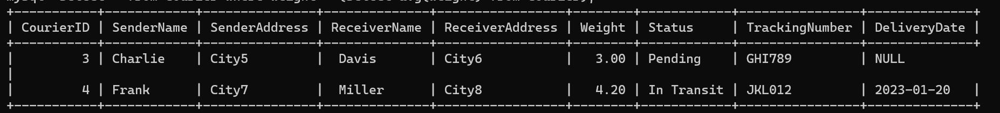 +-----------+------------+---------------+--------------+-----------------+--------+------------+----------------+--------------+
| CourierID | SenderName | SenderAddress | ReceiverName | ReceiverAddress | Weight | Status     | TrackingNumber | DeliveryDate |
+-----------+------------+---------------+--------------+-----------------+--------+------------+----------------+--------------+
|         3 | Charlie    | City5         |  Davis       | City6           |   3.00 | Pending    | GHI789         | NULL
|
|         4 | Frank      | City7         |  Miller      | City8           |   4.20 | In Transit | JKL012         | 2023-01-20   |
+-----------+------------+---------------+--------------+-----------------+--------+------------+----------------+--------------+